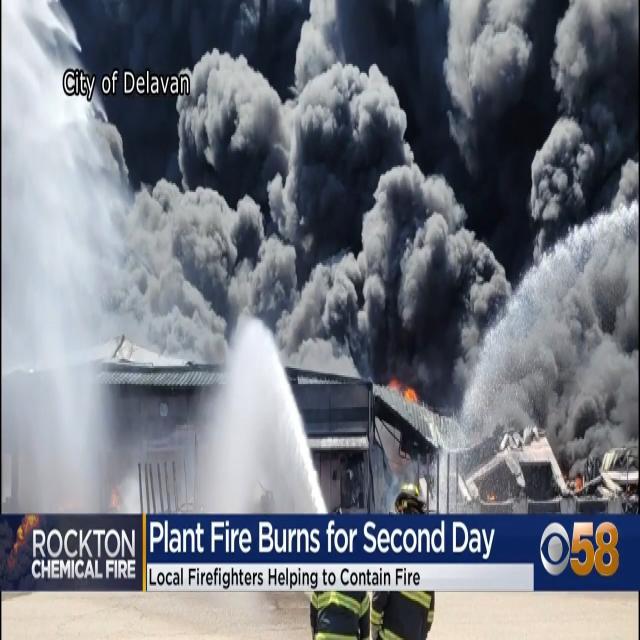 City of Delavan
ROCKTON
CHEMICAL FIRE
Plant Fire Burns for Second Day
Local Firefighters Helping to Contain Fire
58